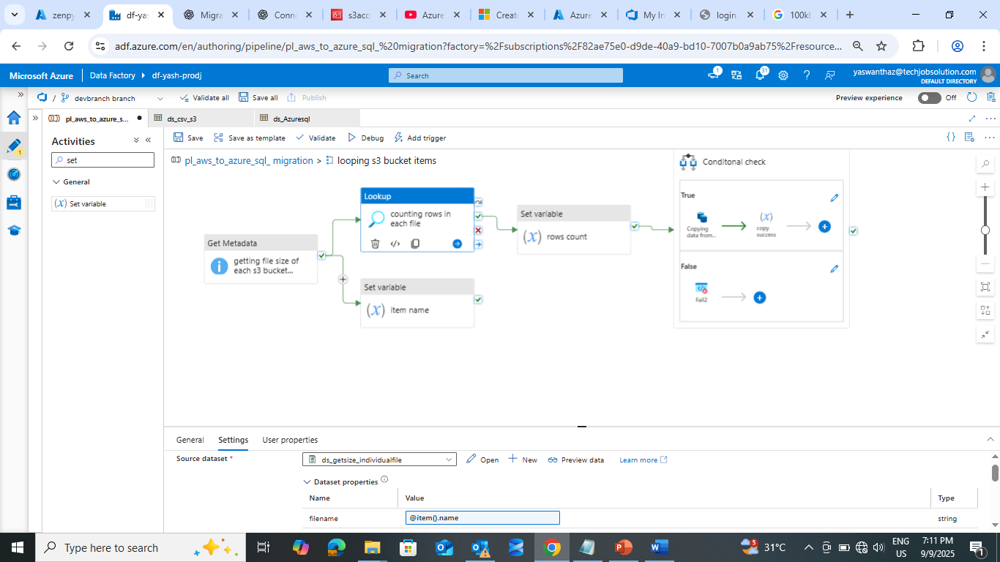 zenpy
df-yas
Migra
Conne
s3acc
Azure
Create
Azure
My In
login.
100kb
adf.azure.com/en/authoring/pipeline/pl_aws_to_azure_sql_%20migration?factory=%2Fsubscriptions%2F82ae75e0-d9de-40a9-bd10-7007b0a9ab75%2Fresource...
Microsoft Azure
Data Factory
df-yash-prodj
Search
1
31
yaswanthaz@techjobsolution.com
DEFAULT DIRECTORY
/
devbranch branch
Validate all
Save all
Publish
Preview experience
Off
pl_aws_to_azure_s...
ds_csv_s3
ds_Azuresql
Activities
Save
Save as template
Validate
Debug
Add trigger
set
pl_aws_to_azure_sql_ migration > looping s3 bucket items
General
(x) Set variable
1
Get Metadata
getting file size of
each s3 bucket...
Lookup
counting rows in
each file
Set variable
(x) item name
Set variable
(x) rows count
Conditonal check
True
Copying
data from...
(x)
copy
success
False
Fail2
General
Settings
User properties
Source dataset *
ds_getsize_individualfile
Open
New
Preview data
Learn more
Dataset properties
Name
Value
Type
filename
@item().name
string
Type here to search
5
31°C
ENG
US
7:11 PM
9/9/2025
1